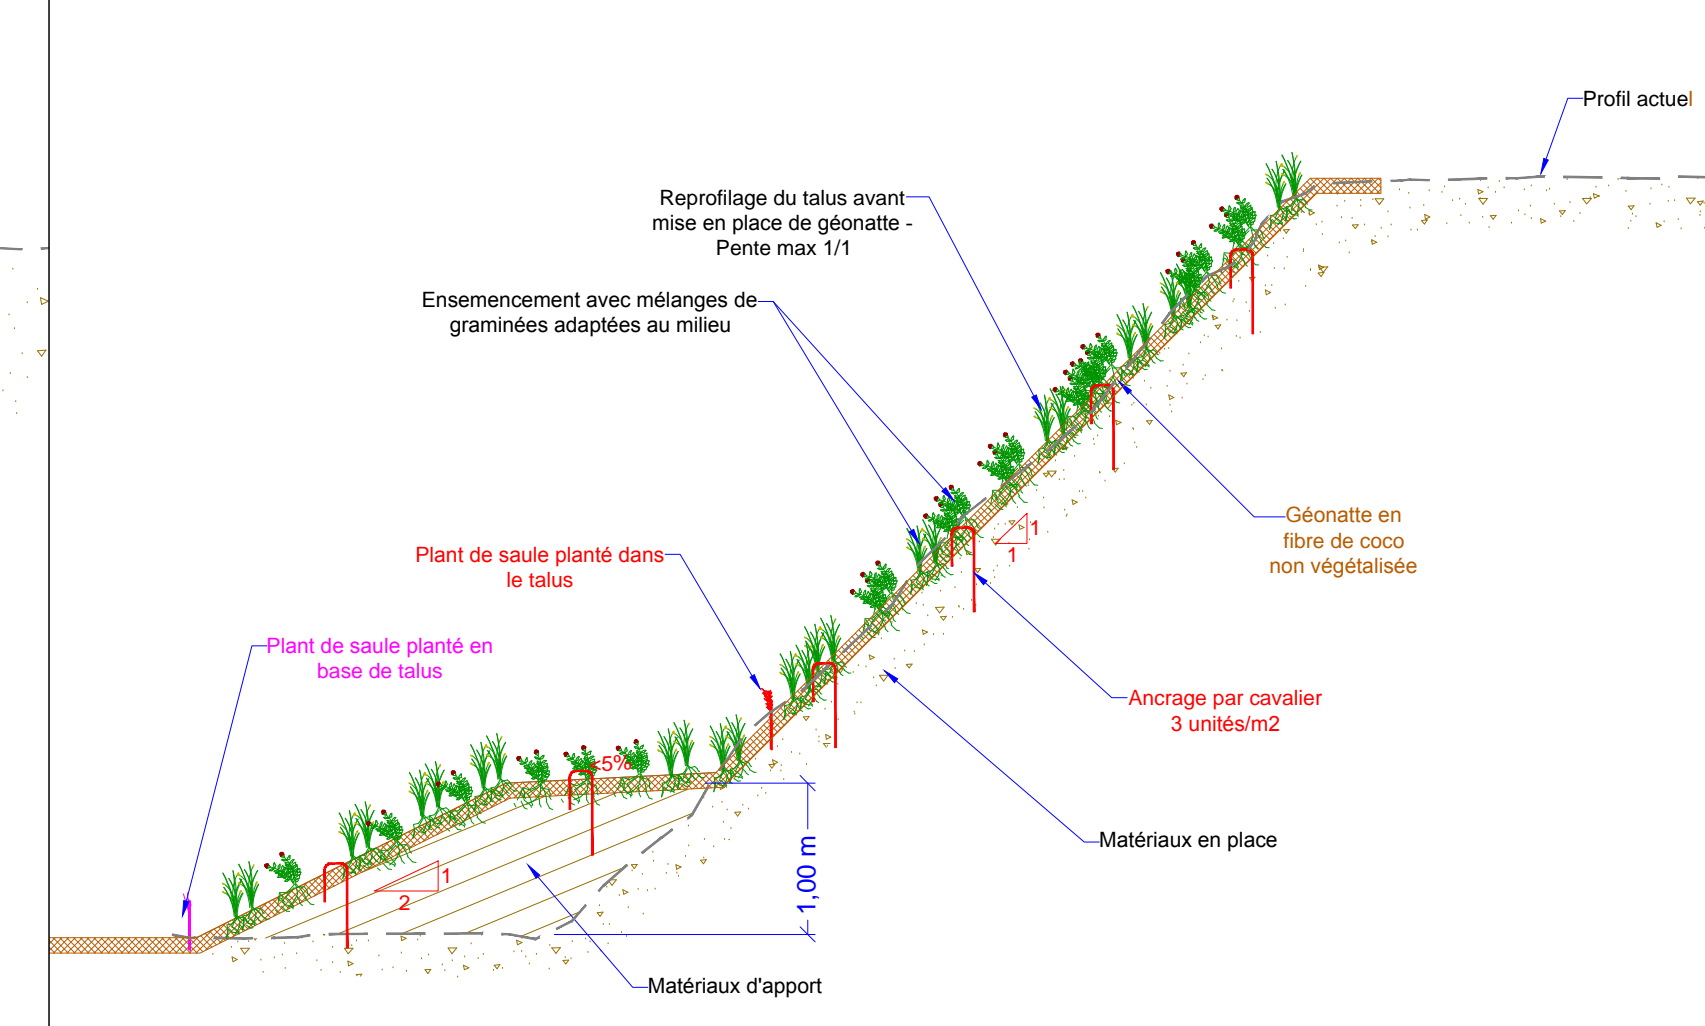 Profil actuel
Reprofilage du talus avant
mise en place de géonatte -
Pente max 1/1
Ensemencement avec mélanges de
graminées adaptées au milieu
Géonatte en
fibre de coco
non végétalisée
1
1
Plant de saule planté dans
le talus
Plant de saule planté en
base de talus
Ancrage par cavalier
3 unités/m2
<5%
Matériaux en place
1,00 m
1
2
Matériaux d'apport